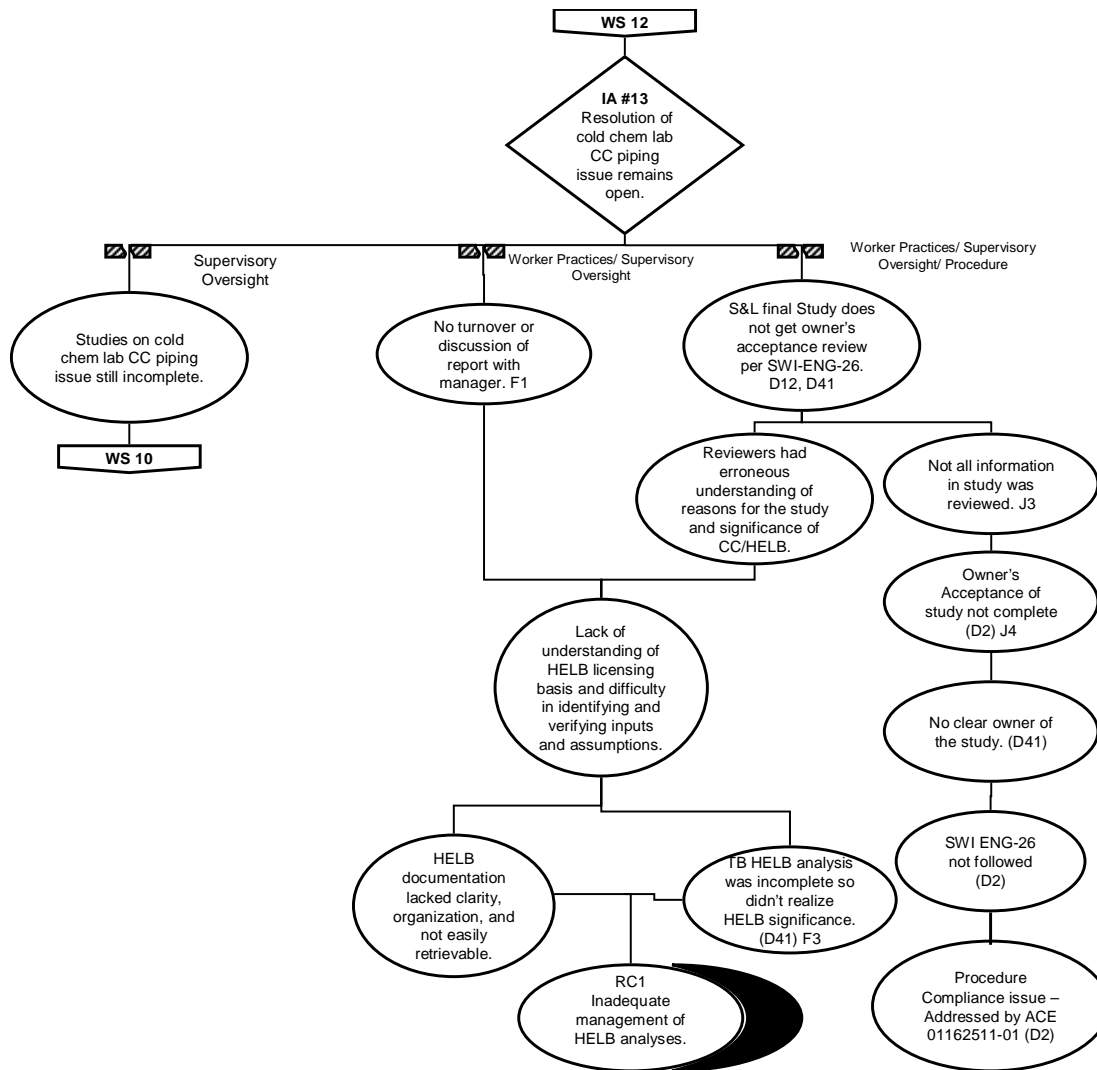 WS 12
IA #13
Resolution of
cold chem lab
CC piping
issue remains
open.
Supervisory
Oversight
Worker Practices/ Supervisory
Oversight
Worker Practices/ Supervisory
Oversight/ Procedure
Studies on cold
chem lab CC piping
issue still incomplete.
WS 10
No turnover or
discussion of
report with
manager. F1
S&L final Study does
not get owner’s
acceptance review
per SWI-ENG-26.
D12, D41
Reviewers had
erroneous
understanding of
reasons for the study
and significance of
CC/HELB.
Not all information
in study was
reviewed. J3
Owner’s
Acceptance of
study not complete
(D2) J4
Lack of
understanding of
HELB licensing
basis and difficulty
in identifying and
verifying inputs
and assumptions.
No clear owner of
the study. (D41)
HELB
documentation
lacked clarity,
organization, and
not easily
retrievable.
TB HELB analysis
was incomplete so
didn’t realize
HELB significance.
(D41) F3
SWI ENG-26
not followed
(D2)
RC1
Inadequate
management of
HELB analyses.
Procedure
Compliance issue –
Addressed by ACE
01162511-01 (D2)